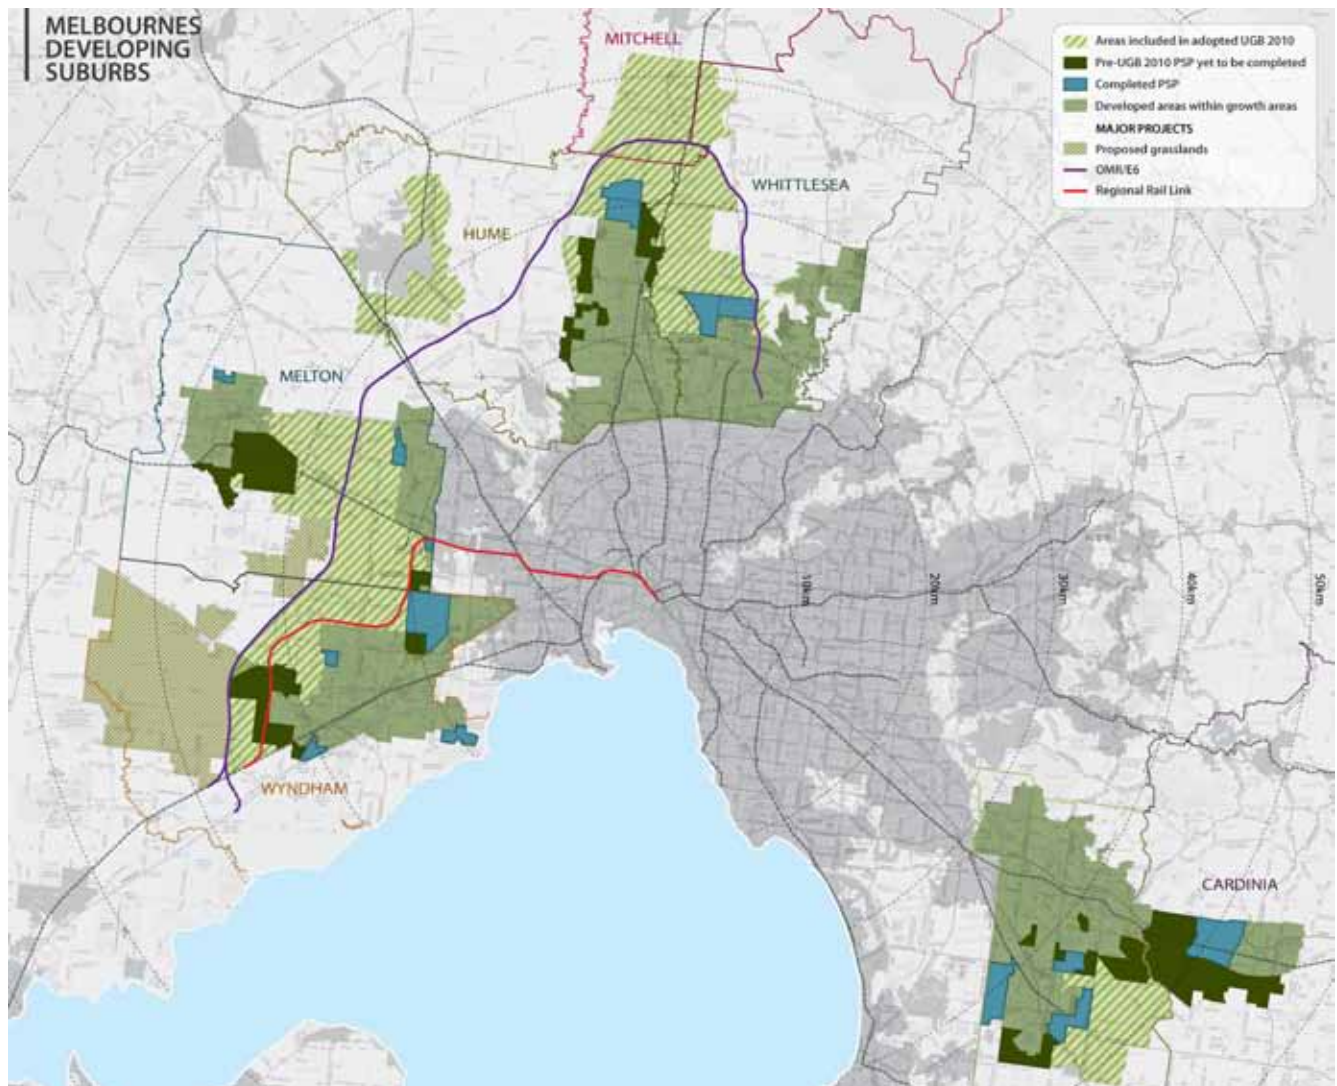 MELBOURNES
DEVELOPING
SUBURBS
MITCHELL
Areas included in adopted UGB 2010
Pre-UGB 2010 PSP yet to be completed
Completed PSP
Developed areas within growth areas
MAJOR PROJECTS
Proposed grasslands
OMR/E6
Regional Rail Link
WHITTLESEA
HUME
MELTON
10km
20km
30km
40km
50km
WYNDHAM
CARDINIA